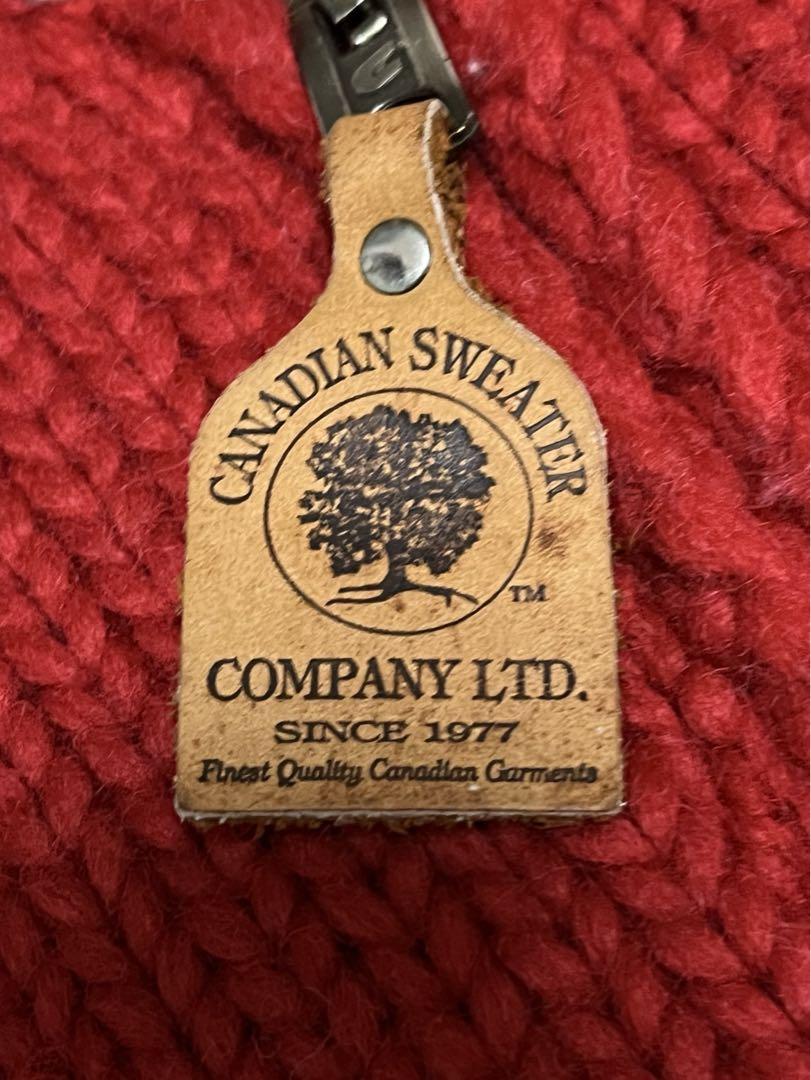 CANADIAN SWEATER
TM
COMPANY LTD.
SINCE 1977
Finest Quality Canadian Garments